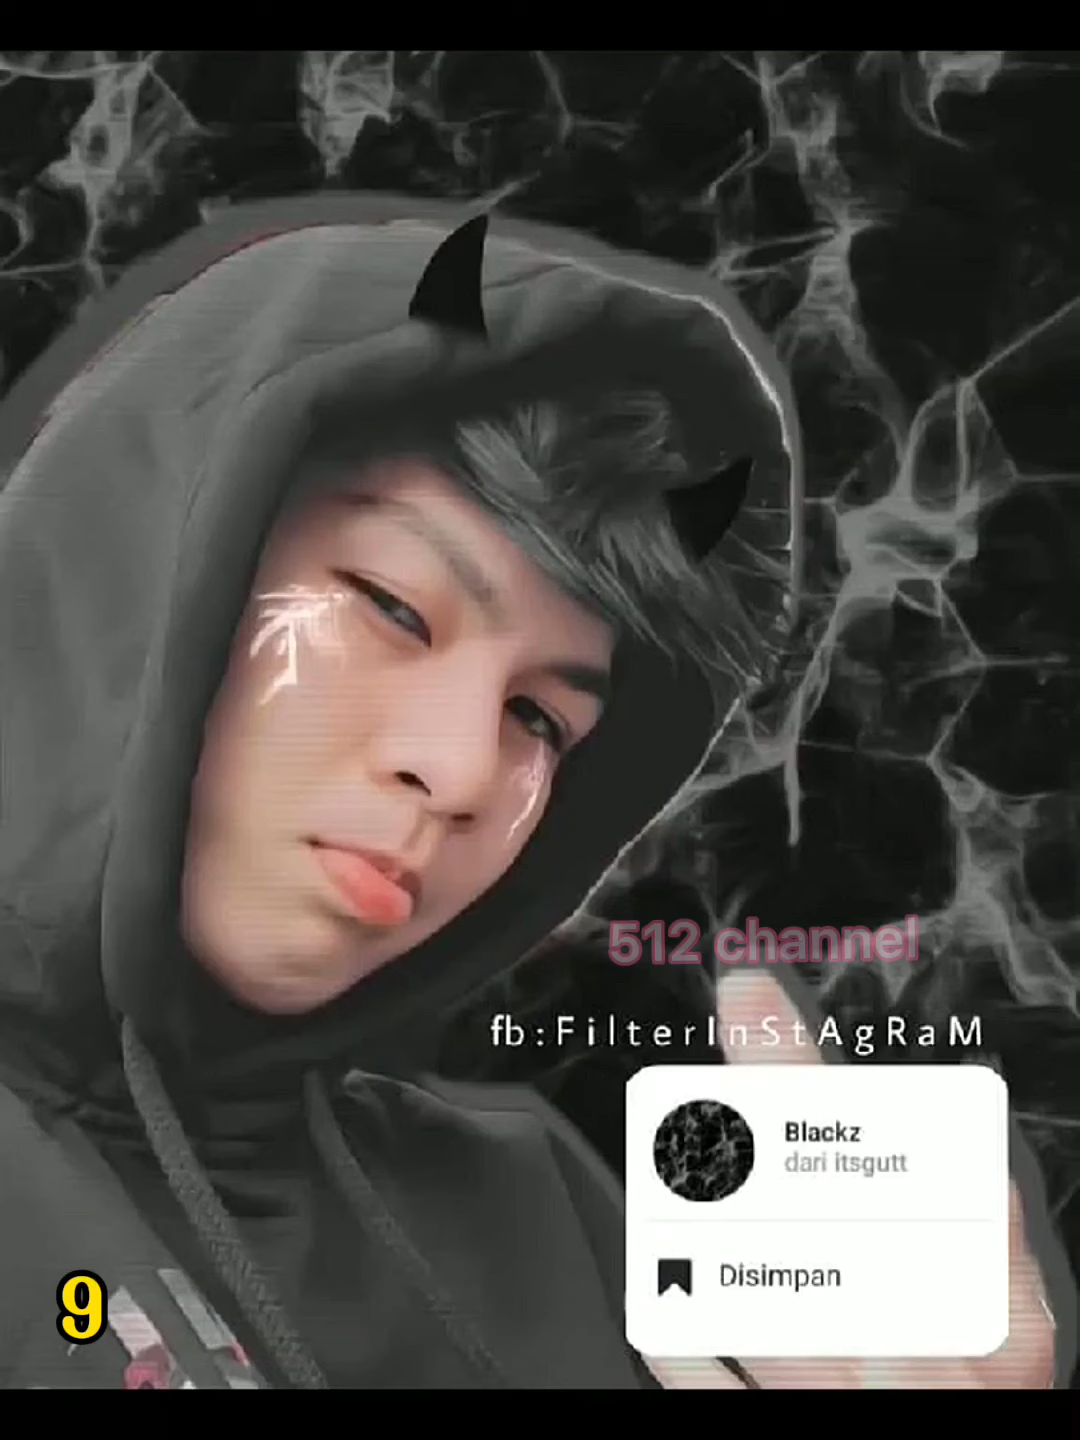 512 channel
fb:FilterInStAgRaM
Blackz
dari itsgutt
Disimpan
9